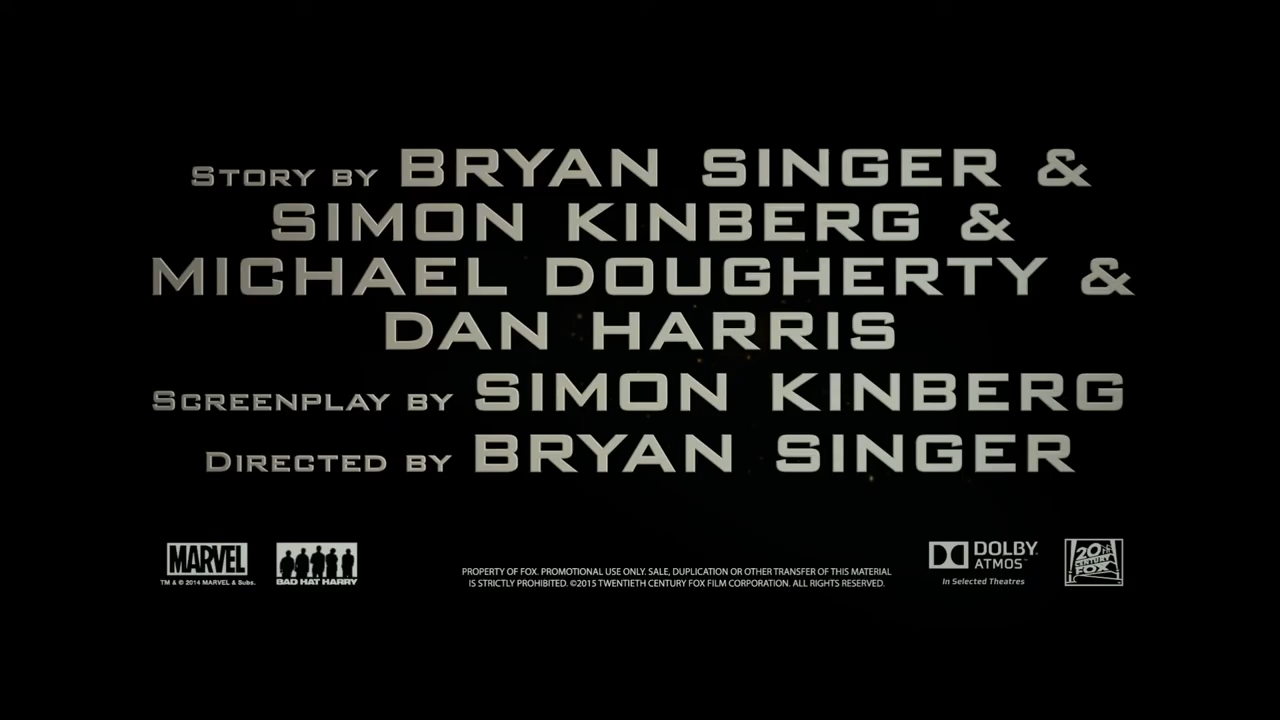 STORY BY BRYAN SINGER &
SIMON KINBERG &
MICHAEL DOUGHERTY &
DAN HARRIS
SCREENPLAY BY SIMON KINBERG
DIRECTED BY BRYAN SINGER
MARVEL
TM & © 2014 MARVEL & Subs.
BAD HAT HARRY
PROPERTY OF FOX. PROMOTIONAL USE ONLY. SALE, DUPLICATION OR OTHER TRANSFER OF THIS MATERIAL
IS STRICTLY PROHIBITED. ©2015 TWENTIETH CENTURY FOX FILM CORPORATION. ALL RIGHTS RESERVED.
DOLBY
ATMOS™
In Selected Theatres
20th
CENTURY
FOX